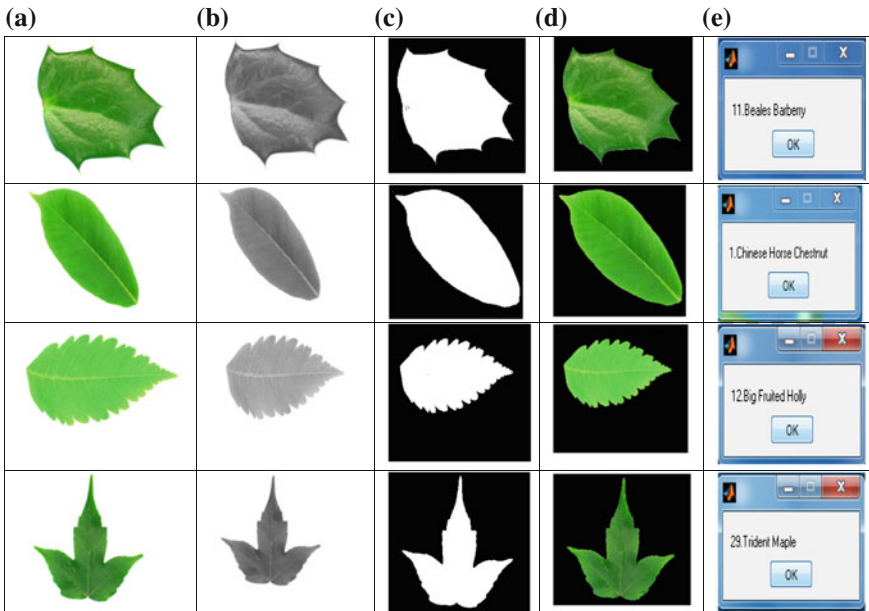 (a) (b) (c) (d) (e)
11.Beales Barberry
OK
1.Chinese Horse Chestnut
OK
12.Big Fruited Holly
OK
29.Trident Maple
OK